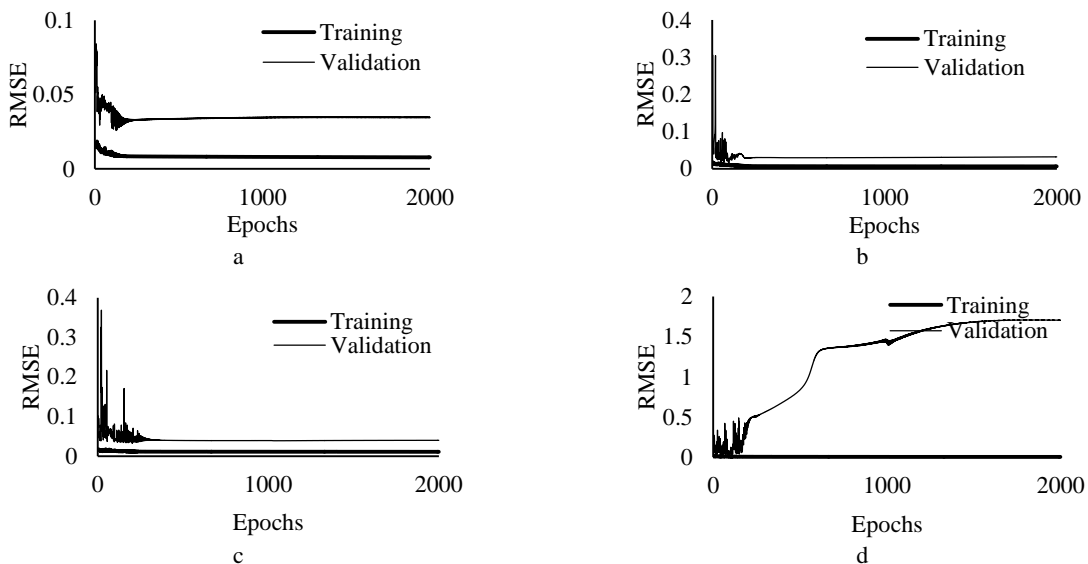 0.1
Training
Validation
RMSE
0.05
0
0
1000
2000
Epochs
a
0.4
Training
0.3
Validation
RMSE
0.2
0.1
0
0
1000
2000
Epochs
b
0.4
Training
0.3
Validation
RMSE
0.2
0.1
0
0
1000
2000
Epochs
c
2
Training
1.5
Validation
RMSE
1
0.5
0
0
1000
2000
Epochs
d